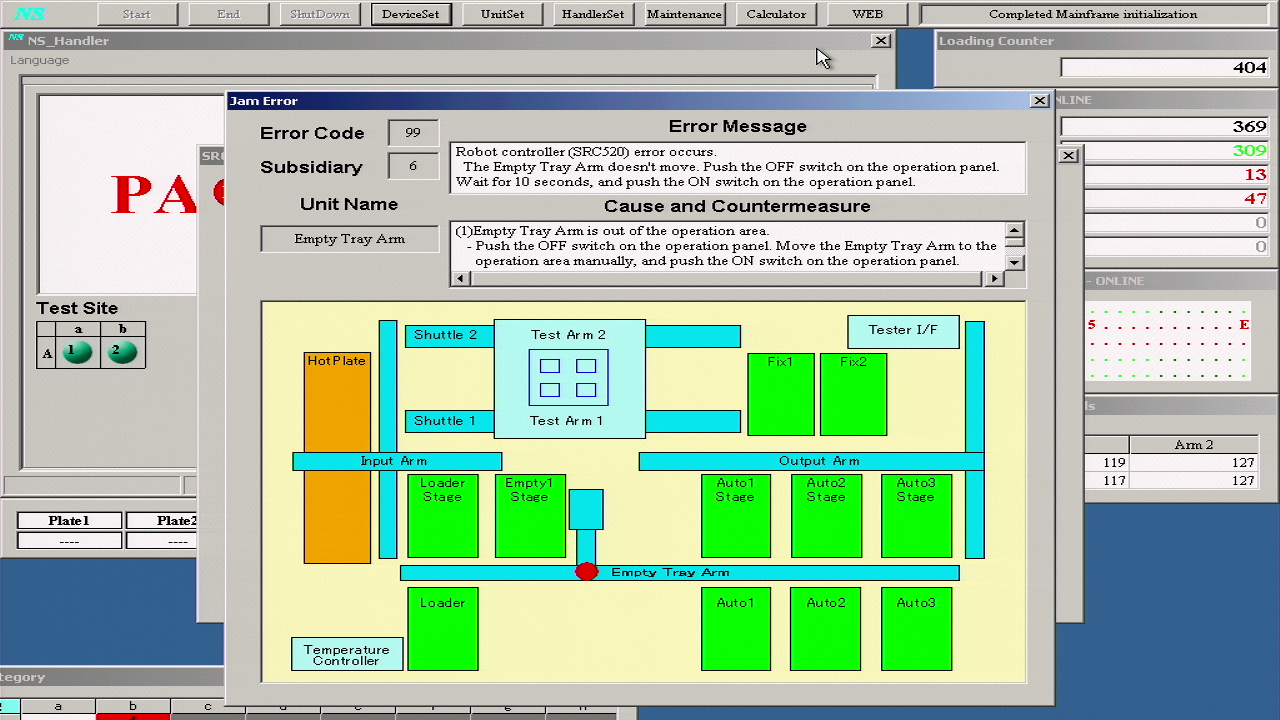 NS
Start
End
ShutDown
DeviceSet
UnitSet
HandlerSet
Maintenance
Calculator
WEB
Completed Mainframe initialization
NS NS_Handler
Language
Loading Counter
404
NLINE
369
309
13
47
0
0
- ONLINE
5
E
ls
Arm 2
119
127
117
127
PA
SR
Test Site
a
b
A
1
2
Plate1
Plate2
----
----
Jam Error
Error Code
99
Subsidiary
6
Unit Name
Empty Tray Arm
Error Message
Robot controller (SRC520) error occurs.
The Empty Tray Arm doesn't move. Push the OFF switch on the operation panel.
Wait for 10 seconds, and push the ON switch on the operation panel.
Cause and Countermeasure
(1)Empty Tray Arm is out of the operation area.
- Push the OFF switch on the operation panel. Move the Empty Tray Arm to the
operation area manually, and push the ON switch on the operation panel.
Shuttle 2
Test Arm 2
Tester I/F
HotPlate
Fix1
Fix2
Shuttle 1
Test Arm 1
Input Arm
Output Arm
Loader
Stage
Empty1
Stage
Auto1
Stage
Auto2
Stage
Auto3
Stage
Empty Tray Arm
Loader
Auto1
Auto2
Auto3
Temperature
Controller
tegory
a
b
c